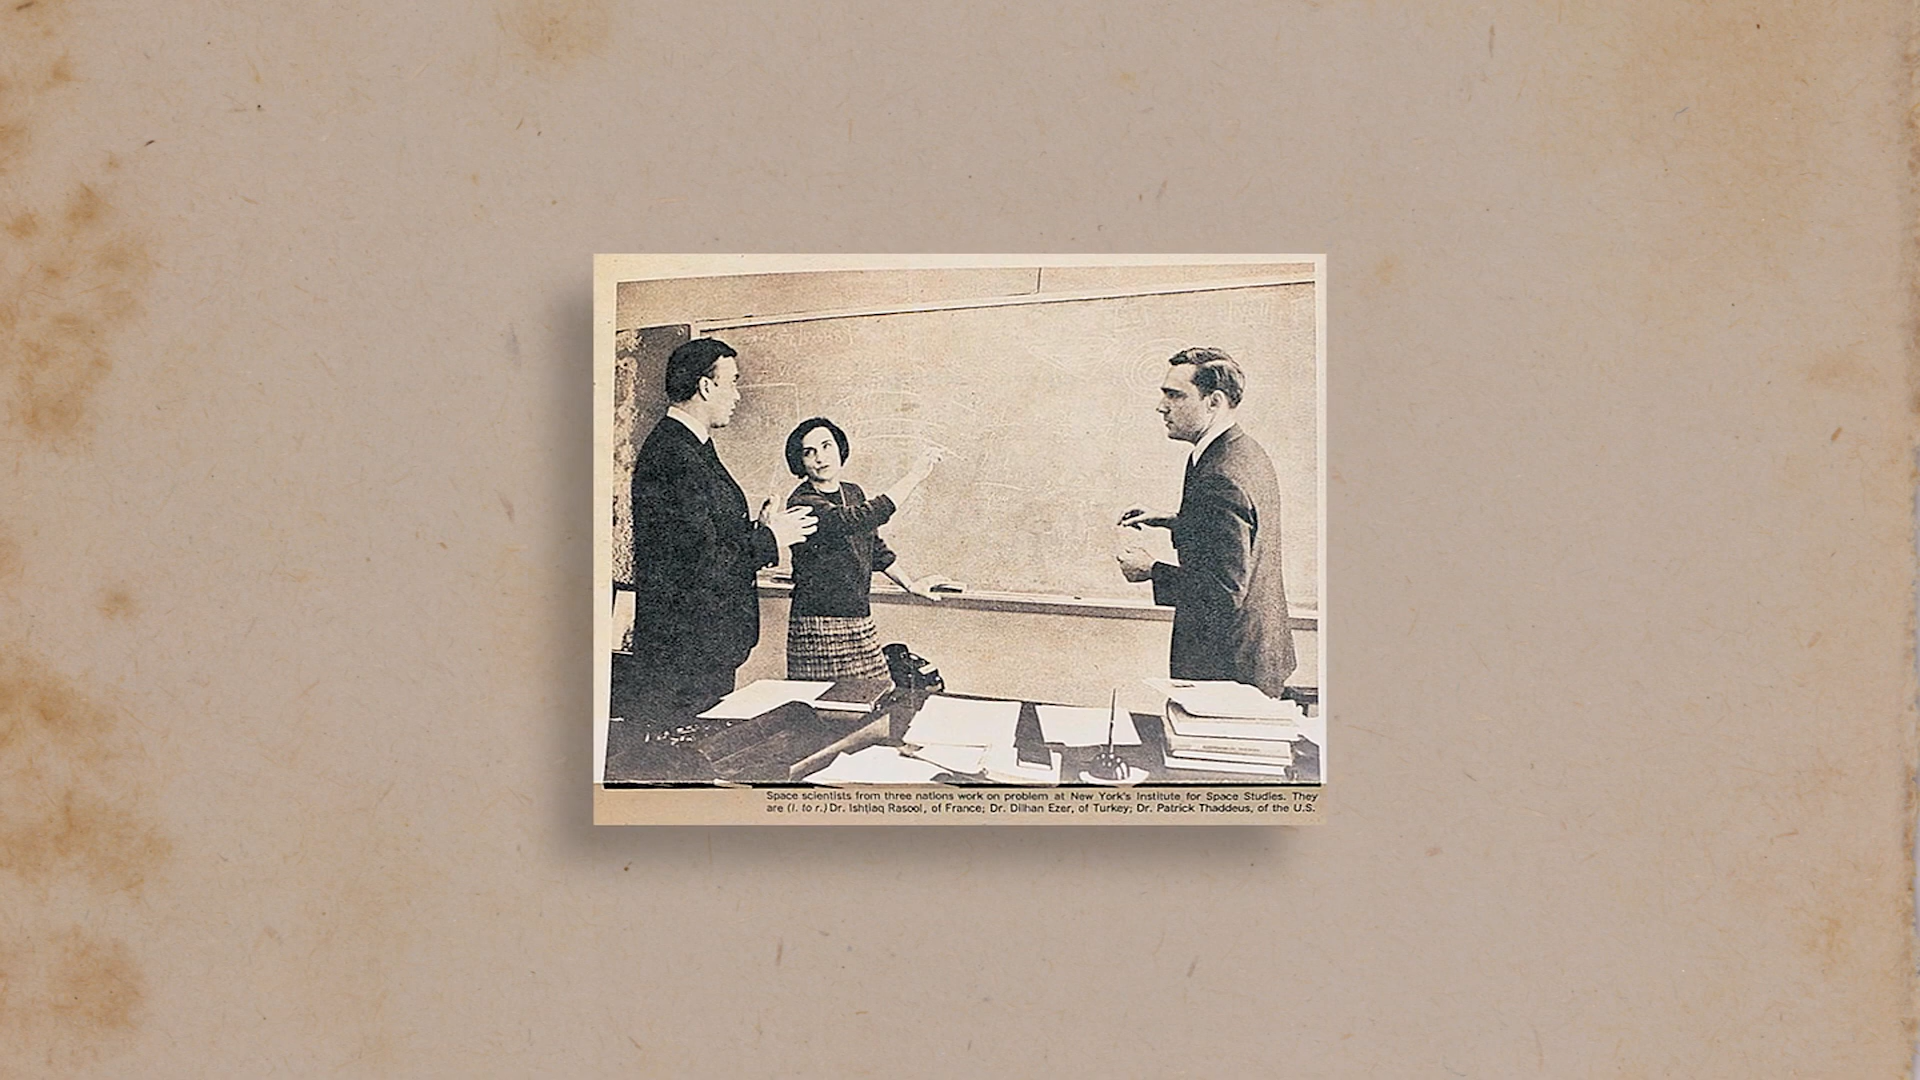 Space scientists from three nations work on problem at New York's Institute for Space Studies. They
are (l. to r.) Dr. Ishtiaq Rasool, of France; Dr. Dilhan Ezer, of Turkey; Dr. Patrick Thaddeus, of the U.S.